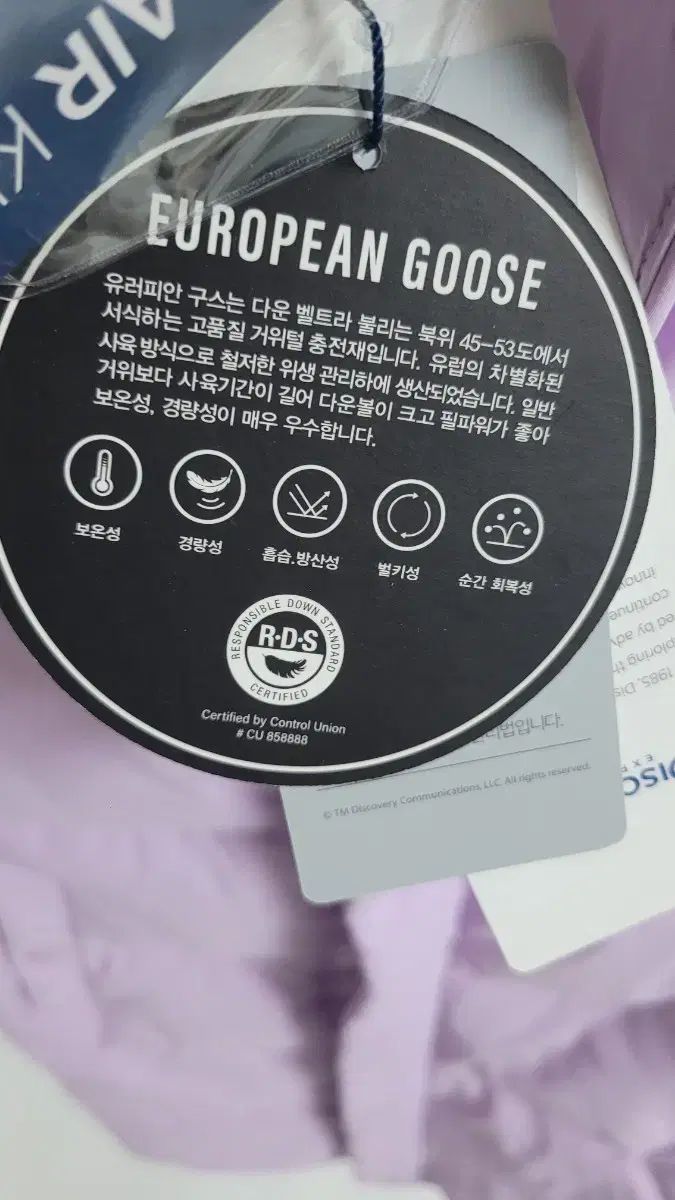 AIR
EUROPEAN GOOSE
유러피안 구스는 다운 벨트라 불리는 북위 45-53도에서
서식하는 고품질 거위털 충전재입니다. 유럽의 차별화된
사육 방식으로 철저한 위생 관리하에 생산되었습니다. 일반
거위보다 사육기간이 길어 다운볼이 크고 필파워가 좋아
보온성, 경량성이 매우 우수합니다.
보온성
경량성
흡습.방산성
벌키성
순간 회복성
RESPONSIBLE DOWN STANDARD
R·D·S
CERTIFIED
Certified by Control Union
# CU 858888
© TM Discovery Communications, LLC. All rights reserved.
continue
ed by
1985. Dis